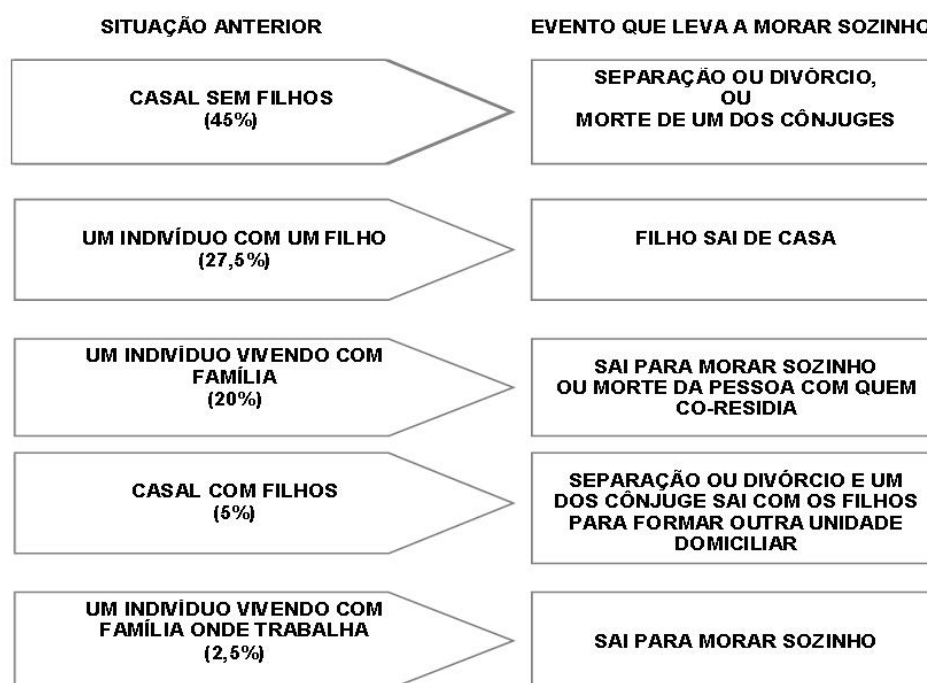 SITUAÇÃO ANTERIOR
EVENTO QUE LEVA A MORAR SOZINHO
CASAL SEM FILHOS
(45%)
SEPARAÇÃO OU DIVÓRCIO,
OU
MORTE DE UM DOS CÔNJUGES
UM INDIVÍDUO COM UM FILHO
(27,5%)
FILHO SAI DE CASA
UM INDIVÍDUO VIVENDO COM
FAMÍLIA
(20%)
SAI PARA MORAR SOZINHO
OU MORTE DA PESSOA COM QUEM
CO-RESIDIA
CASAL COM FILHOS
(5%)
SEPARAÇÃO OU DIVÓRCIO E UM
DOS CÔNJUGE SAI COM OS FILHOS
PARA FORMAR OUTRA UNIDADE
DOMICILIAR
UM INDIVÍDUO VIVENDO COM
FAMÍLIA ONDE TRABALHA
(2,5%)
SAI PARA MORAR SOZINHO